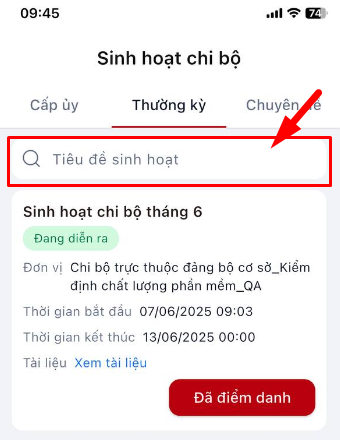 09:45
74
Sinh hoạt chi bộ
Cấp ủy
Thường kỳ
Chuyên đề
Tiêu đề sinh hoạt
Sinh hoạt Chi bộ tháng 6
Đang diễn ra
Đơn vị Chi bộ trực thuộc đảng bộ cơ sở_Kiểm
định chất lượng phần mềm_QA
Thời gian bắt đầu 07/06/2025 09:03
Thời gian kết thúc 13/06/2025 00:00
Tài liệu Xem tài liệu
Đã điểm danh